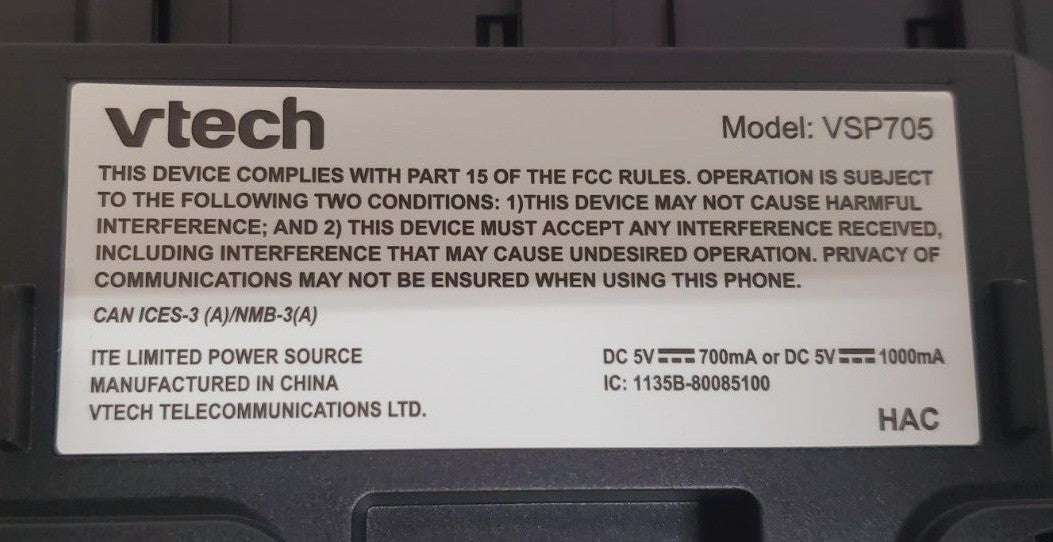 vtech
Model: VSP705
THIS DEVICE COMPLIES WITH PART 15 OF THE FCC RULES. OPERATION IS SUBJECT
TO THE FOLLOWING TWO CONDITIONS: 1)THIS DEVICE MAY NOT CAUSE HARMFUL
INTERFERENCE; AND 2) THIS DEVICE MUST ACCEPT ANY INTERFERENCE RECEIVED,
INCLUDING INTERFERENCE THAT MAY CAUSE UNDESIRED OPERATION. PRIVACY OF
COMMUNICATIONS MAY NOT BE ENSURED WHEN USING THIS PHONE.
CAN ICES-3 (A)/NMB-3(A)
ITE LIMITED POWER SOURCE
MANUFACTURED IN CHINA
VTECH TELECOMMUNICATIONS LTD.
DC 5V⎓700mA or DC 5V⎓1000mA
IC: 1135B-80085100
HAC